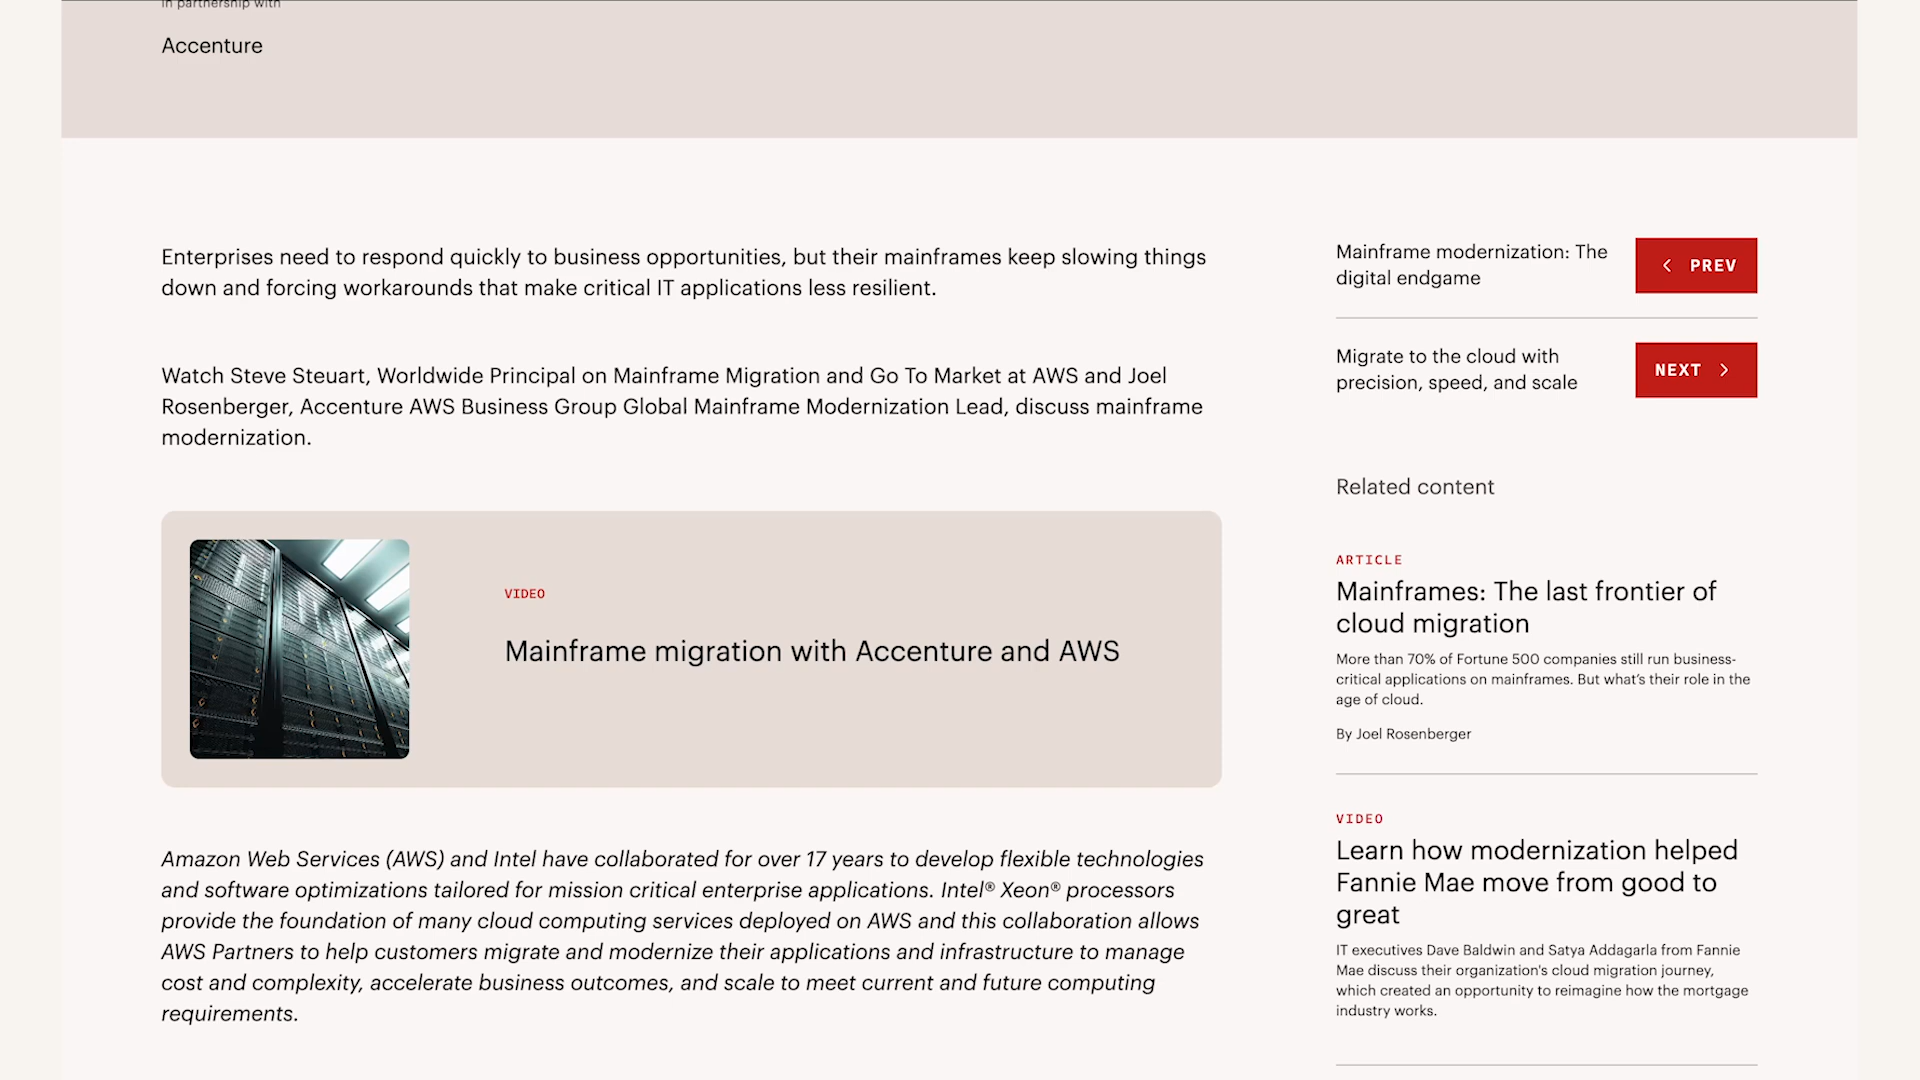 In partnership with
Accenture
Enterprises need to respond quickly to business opportunities, but their mainframes keep slowing things
down and forcing workarounds that make critical IT applications less resilient.
Watch Steve Steuart, Worldwide Principal on Mainframe Migration and Go To Market at AWS and Joel
Rosenberger, Accenture AWS Business Group Global Mainframe Modernization Lead, discuss mainframe
modernization.
VIDEO
Mainframe migration with Accenture and AWS
Amazon Web Services (AWS) and Intel have collaborated for over 17 years to develop flexible technologies
and software optimizations tailored for mission critical enterprise applications. Intel® Xeon® processors
provide the foundation of many cloud computing services deployed on AWS and this collaboration allows
AWS Partners to help customers migrate and modernize their applications and infrastructure to manage
cost and complexity, accelerate business outcomes, and scale to meet current and future computing
requirements.
Mainframe modernization: The
digital endgame
PREV
Migrate to the cloud with
precision, speed, and scale
NEXT
Related content
ARTICLE
Mainframes: The last frontier of
cloud migration
More than 70% of Fortune 500 companies still run business-
critical applications on mainframes. But what's their role in the
age of cloud.
By Joel Rosenberger
VIDEO
Learn how modernization helped
Fannie Mae move from good to
great
IT executives Dave Baldwin and Satya Addagarla from Fannie
Mae discuss their organization's cloud migration journey,
which created an opportunity to reimagine how the mortgage
industry works.